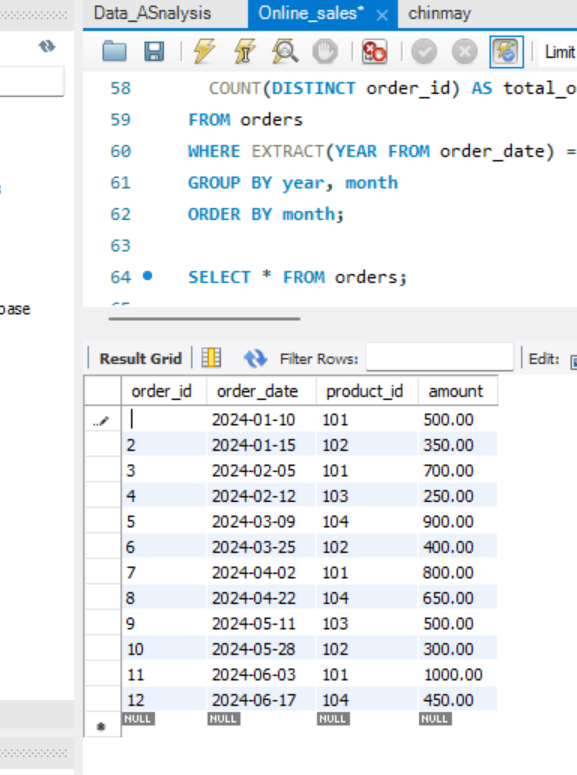 Data_ASnalysis Online_sales* × chinmay
Limit
58 COUNT(DISTINCT order_id) AS total_o
59 FROM orders
60 WHERE EXTRACT(YEAR FROM order_date) =
61 GROUP BY year, month
62 ORDER BY month;
63
64 SELECT * FROM orders;
Result Grid Filter Rows: Edit:
order_id order_date product_id amount
2024-01-10 101 500.00
2 2024-01-15 102 350.00
3 2024-02-05 101 700.00
4 2024-02-12 103 250.00
5 2024-03-09 104 900.00
6 2024-03-25 102 400.00
7 2024-04-02 101 800.00
8 2024-04-22 104 650.00
9 2024-05-11 103 500.00
10 2024-05-28 102 300.00
11 2024-06-03 101 1000.00
12 2024-06-17 104 450.00
NULL NULL NULL NULL